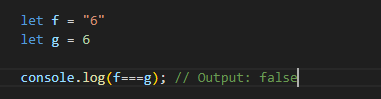 let f = "6"
let g = 6
console.log(f===g); // Output: false